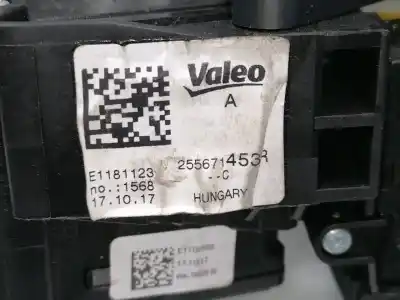 Valeo
A
E1181123
255671453R
no.:1568
--C
17.10.17
HUNGARY